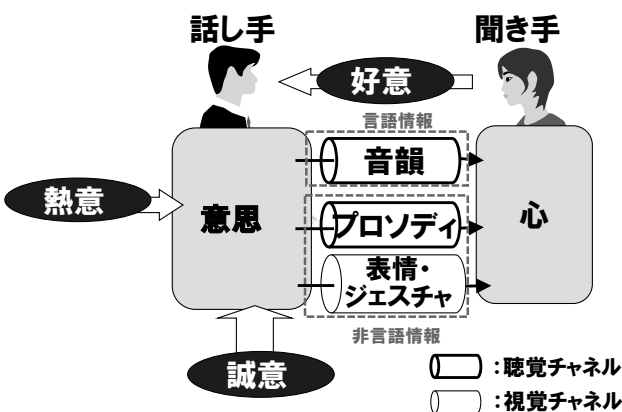 話し手
聞き手
好意
言語情報
音韻
熱意
意思
プロソディ
心
表情・
ジェスチャ
非言語情報
誠意
：聴覚チャネル
：視覚チャネル